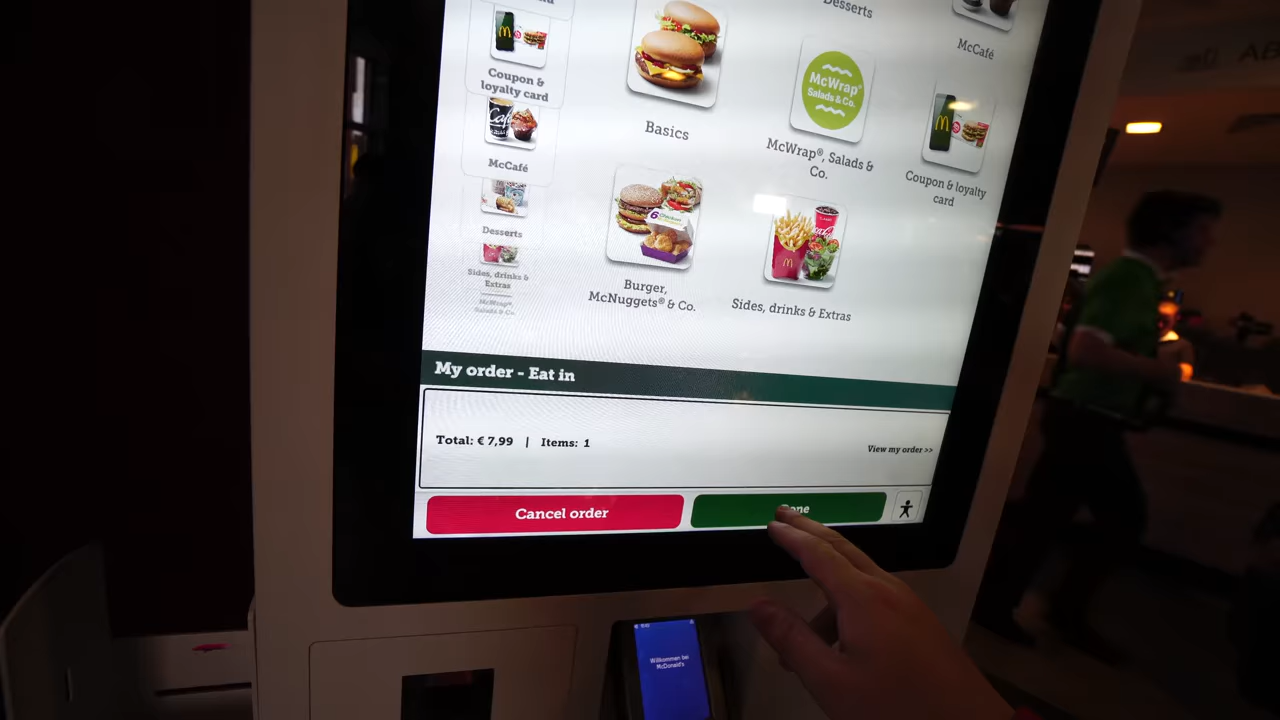 Desserts
McCafé
Coupon &
loyalty card
McCafé
Desserts
Sides, drinks &
Extras
McWrap®,
Salads & Co.
Basics
McWrap®
Salads & Co.
McWrap®, Salads &
Co.
Coupon & loyalty
card
Burger,
McNuggets® & Co.
Sides, drinks & Extras
My order - Eat in
Total: € 7,99 | Items: 1
View my order >>
Cancel order
Done
Willkommen bei
McDonald's